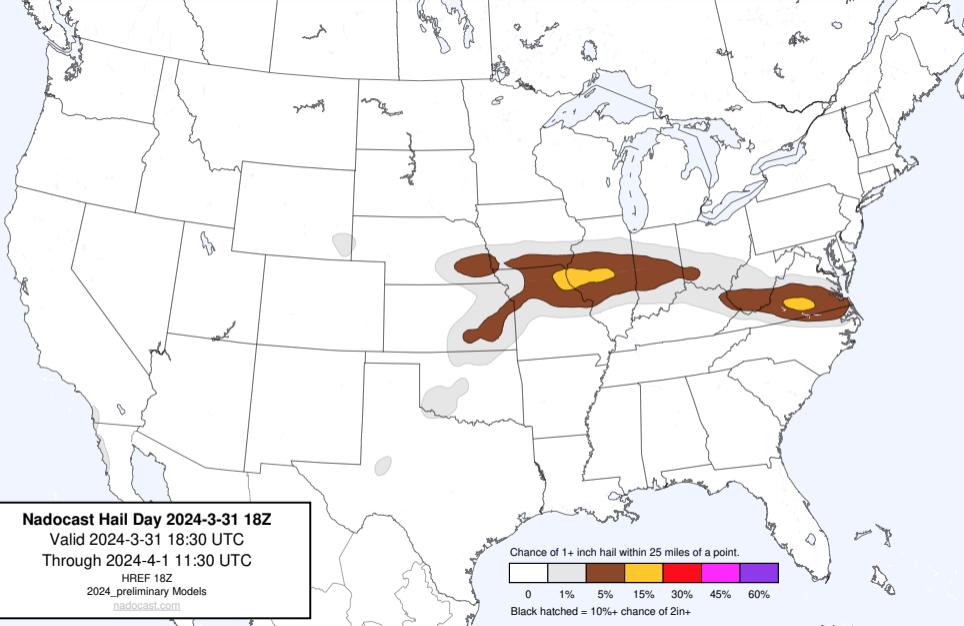 Nadocast Hail Day 2024-3-31 18Z
Valid 2024-3-31 18:30 UTC
Through 2024-4-1 11:30 UTC
HREF 18Z
2024_preliminary Models
nadocast.com
Chance of 1+ inch hail within 25 miles of a point.
0 1% 5% 15% 30% 45% 60%
Black hatched = 10%+ chance of 2in+